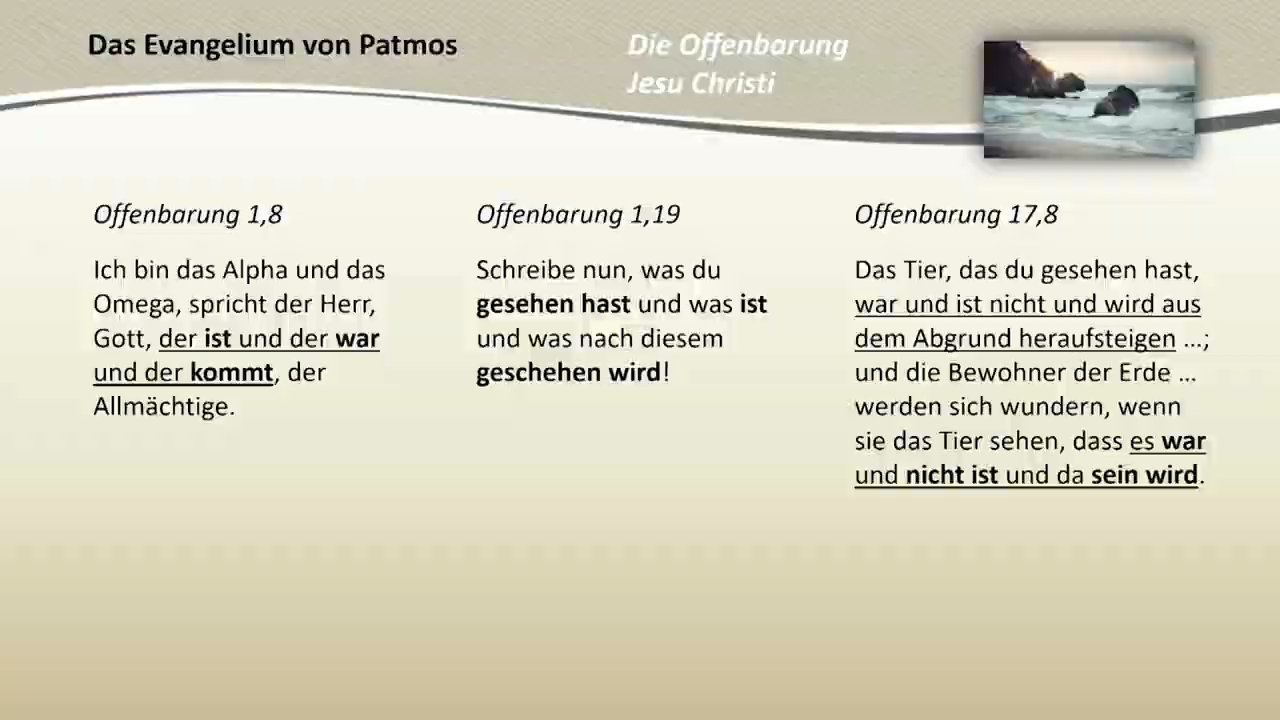 Das Evangelium von Patmos
Die Offenbarung
Jesu Christi
Offenbarung 1,8
Ich bin das Alpha und das
Omega, spricht der Herr,
Gott, der ist und der war
und der kommt, der
Allmächtige.
Offenbarung 1,19
Schreibe nun, was du
gesehen hast und was ist
und was nach diesem
geschehen wird!
Offenbarung 17,8
Das Tier, das du gesehen hast,
war und ist nicht und wird aus
dem Abgrund heraufsteigen ...;
und die Bewohner der Erde ...
werden sich wundern, wenn
sie das Tier sehen, dass es war
und nicht ist und da sein wird.